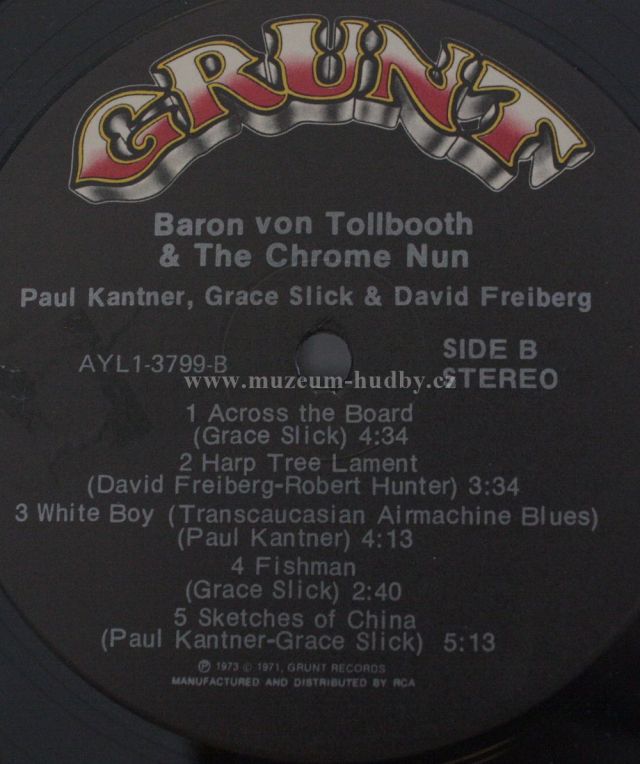 GRUNT
Baron von Tollbooth
& The Chrome Nun
Paul Kantner, Grace Slick & David Freiberg
AYL1-3799-B
SIDE B
STEREO
www.muzeum-hudby.cz
1 Across the Board
(Grace Slick) 4:34
2 Harp Tree Lament
(David Freiberg-Robert Hunter) 3:34
3 White Boy (Transcaucasian Airmachine Blues)
(Paul Kantner) 4:13
4 Fishman
(Grace Slick) 2:40
5 Sketches of China
(Paul Kantner-Grace Slick) 5:13
℗ 1973 © 1971, GRUNT RECORDS
MANUFACTURED AND DISTRIBUTED BY RCA